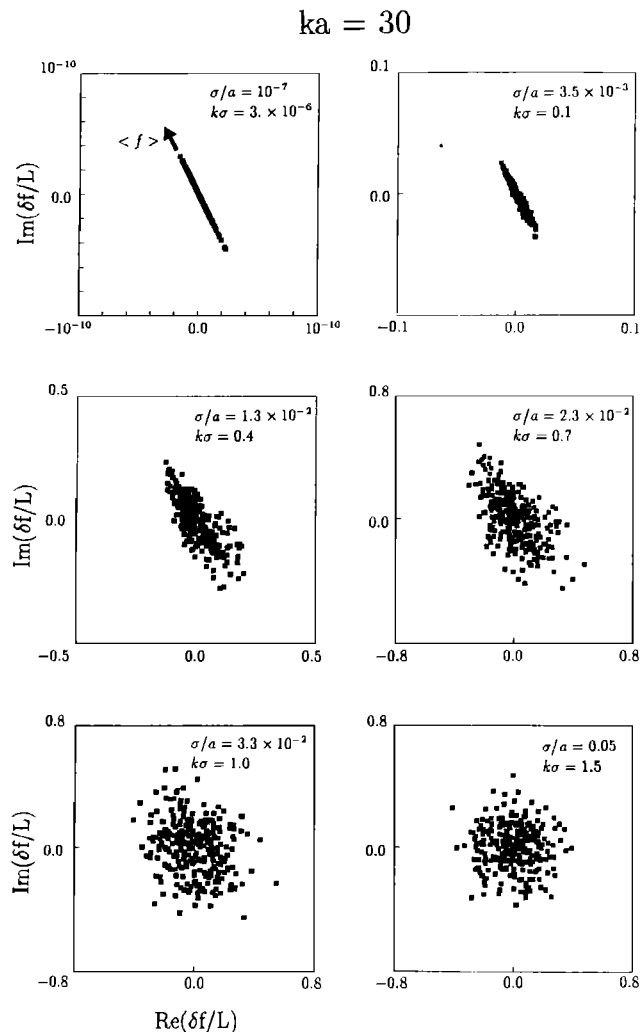 ka = 30
10⁻¹⁰
σ/a = 10⁻⁷
kσ = 3. × 10⁻⁶
< f >
0.0
Im(δf/L)
−10⁻¹⁰ 0.0 10⁻¹⁰
0.1
σ/a = 3.5 × 10⁻³
kσ = 0.1
0.0
−0.1 0.0 0.1
0.5
σ/a = 1.3 × 10⁻²
kσ = 0.4
0.0
Im(δf/L)
−0.5 0.0 0.5
0.8
σ/a = 2.3 × 10⁻²
kσ = 0.7
0.0
−0.8 0.0 0.8
0.8
σ/a = 3.3 × 10⁻²
kσ = 1.0
0.0
Im(δf/L)
−0.8 0.0 0.8
Re(δf/L)
0.8
σ/a = 0.05
kσ = 1.5
0.0
−0.8 0.0 0.8